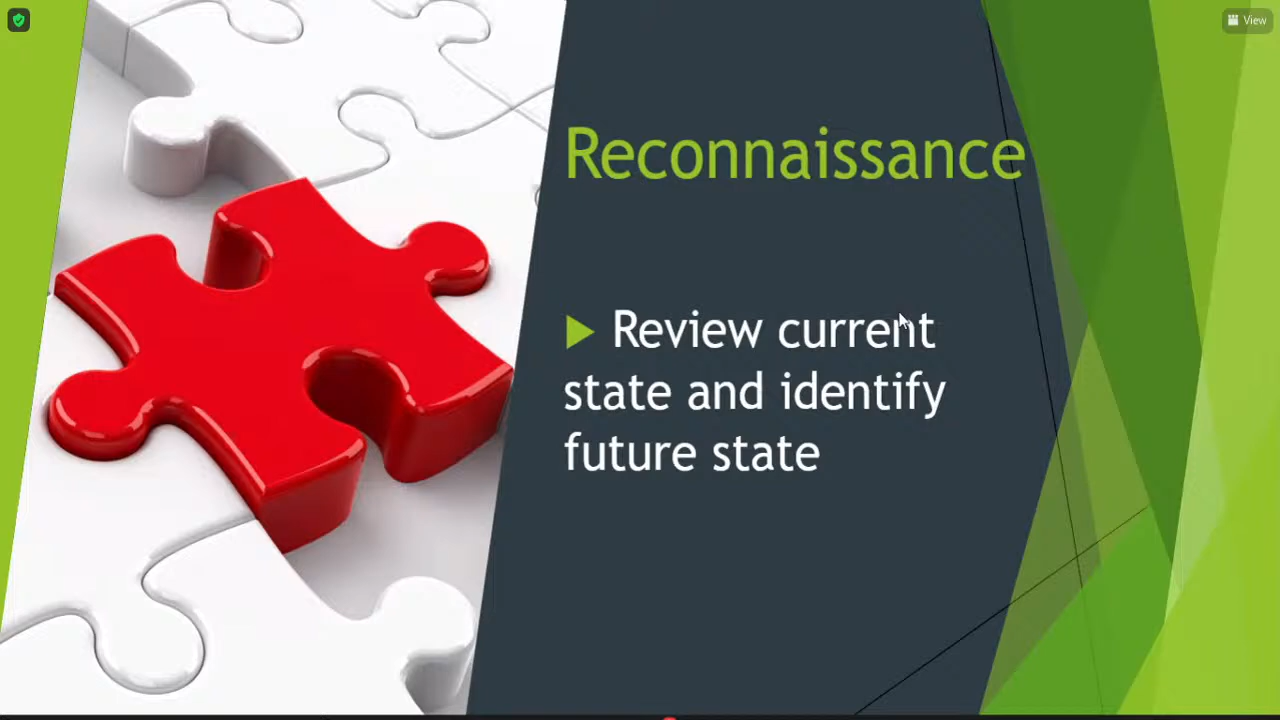 View
Reconnaissance
Review current
state and identify
future state